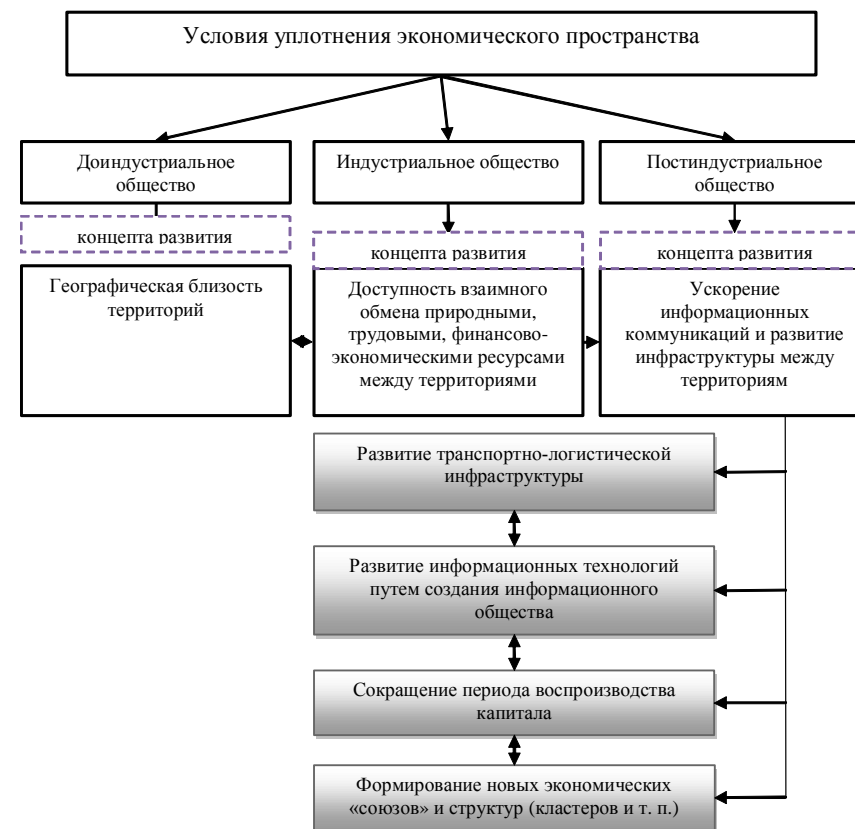 Условия уплотнения экономического пространства
Доиндустриальное
общество
Индустриальное общество
Постиндустриальное
общество
концепта развития
концепта развития
концепта развития
Географическая близость
территорий
Доступность взаимного
обмена природными,
трудовыми, финансово-
экономическими ресурсами
между территориями
Ускорение
информационных
коммуникаций и развитие
инфраструктуры между
территориям
Развитие транспортно-логистической
инфраструктуры
Развитие информационных технологий
путем создания информационного
общества
Сокращение периода воспроизводства
капитала
Формирование новых экономических
«союзов» и структур (кластеров и т. п.)